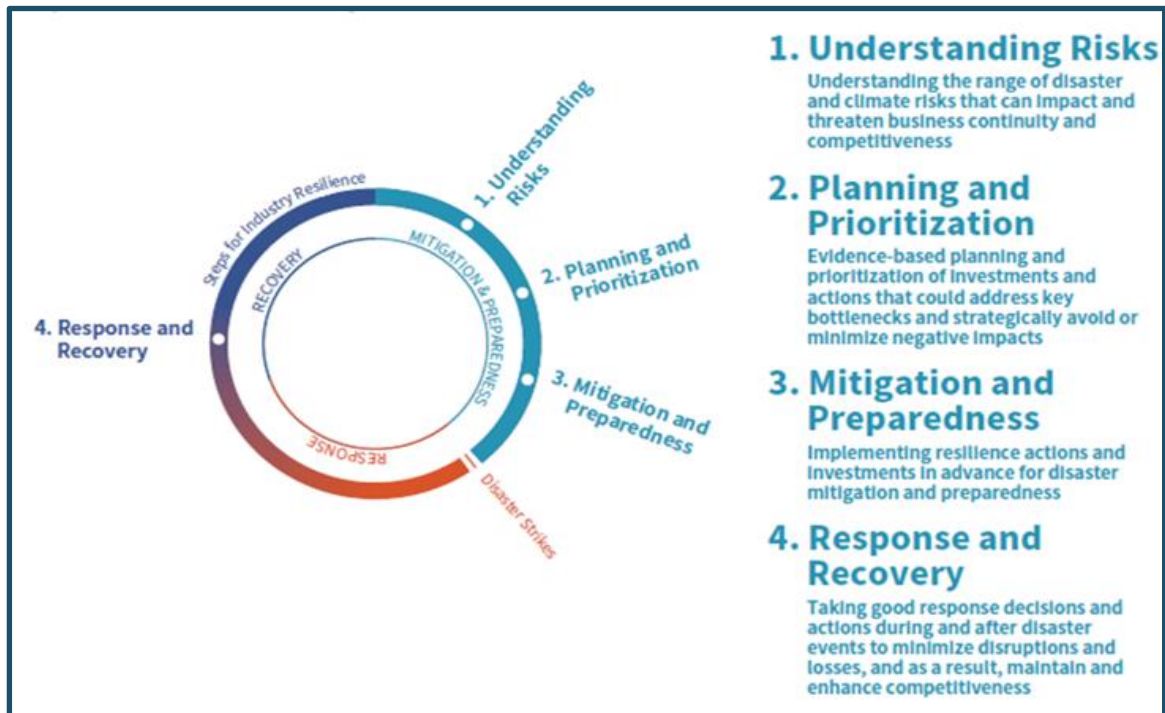 Steps for Industry Resilience
RECOVERY
MITIGATION & PREPAREDNESS
RESPONSE
1. Understanding
Risks
2. Planning and
Prioritization
3. Mitigation and
Preparedness
Disaster Strikes
4. Response and
Recovery
1. Understanding Risks
Understanding the range of disaster
and climate risks that can impact and
threaten business continuity and
competitiveness
2. Planning and
Prioritization
Evidence-based planning and
prioritization of investments and
actions that could address key
bottlenecks and strategically avoid or
minimize negative impacts
3. Mitigation and
Preparedness
Implementing resilience actions and
investments in advance for disaster
mitigation and preparedness
4. Response and
Recovery
Taking good response decisions and
actions during and after disaster
events to minimize disruptions and
losses, and as a result, maintain and
enhance competitiveness